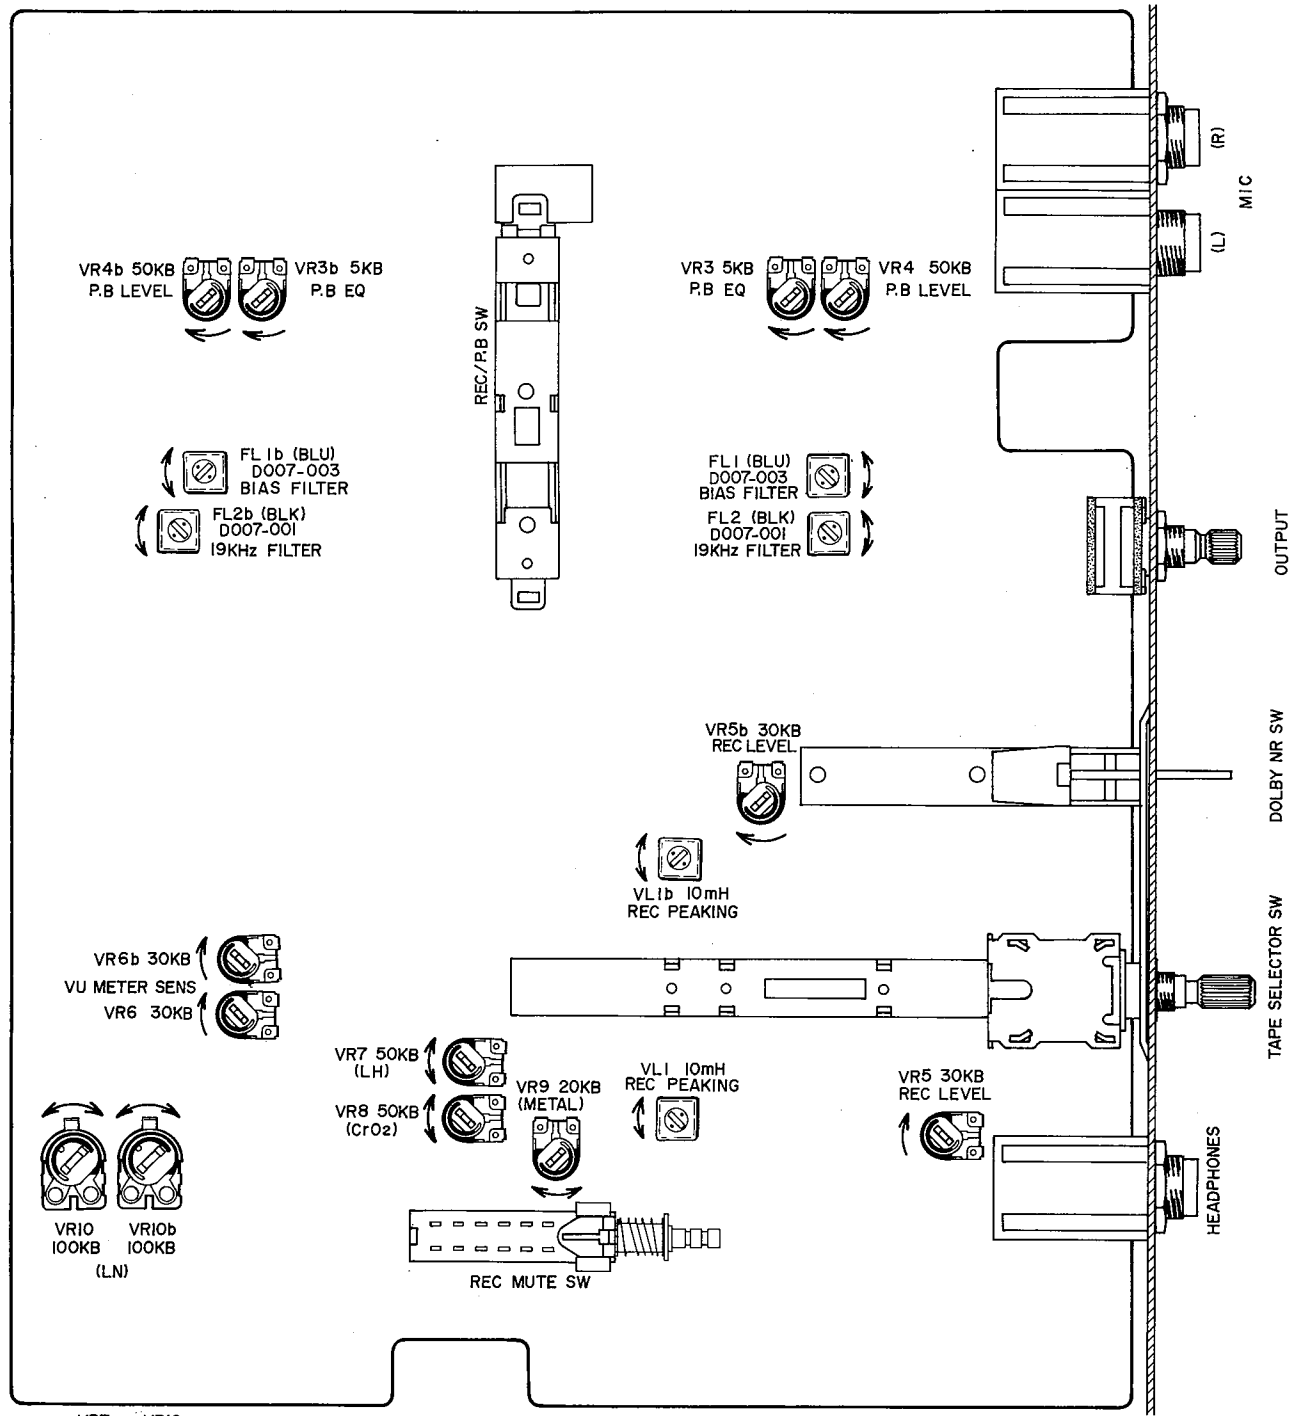 (R)
MIC
(L)
VR4b 50KB
P.B LEVEL
VR3b 5KB
P.B EQ
REC/P.B SW
VR3 5KB
P.B EQ
VR4 50KB
P.B LEVEL
FL1b (BLU)
D007-003
BIAS FILTER
FL2b (BLK)
D007-001
19KHz FILTER
FL1 (BLU)
D007-003
BIAS FILTER
FL2 (BLK)
D007-001
19KHz FILTER
OUTPUT
VR5b 30KB
REC LEVEL
DOLBY NR SW
VL1b 10mH
REC PEAKING
VR6b 30KB
VU METER SENS
VR6 30KB
TAPE SELECTOR SW
VR7 50KB
(LH)
VR8 50KB
(CrO2)
VR9 20KB
(METAL)
VL1 10mH
REC PEAKING
VR5 30KB
REC LEVEL
HEADPHONES
VR10
100KB
VR10b
100KB
(LN)
REC MUTE SW